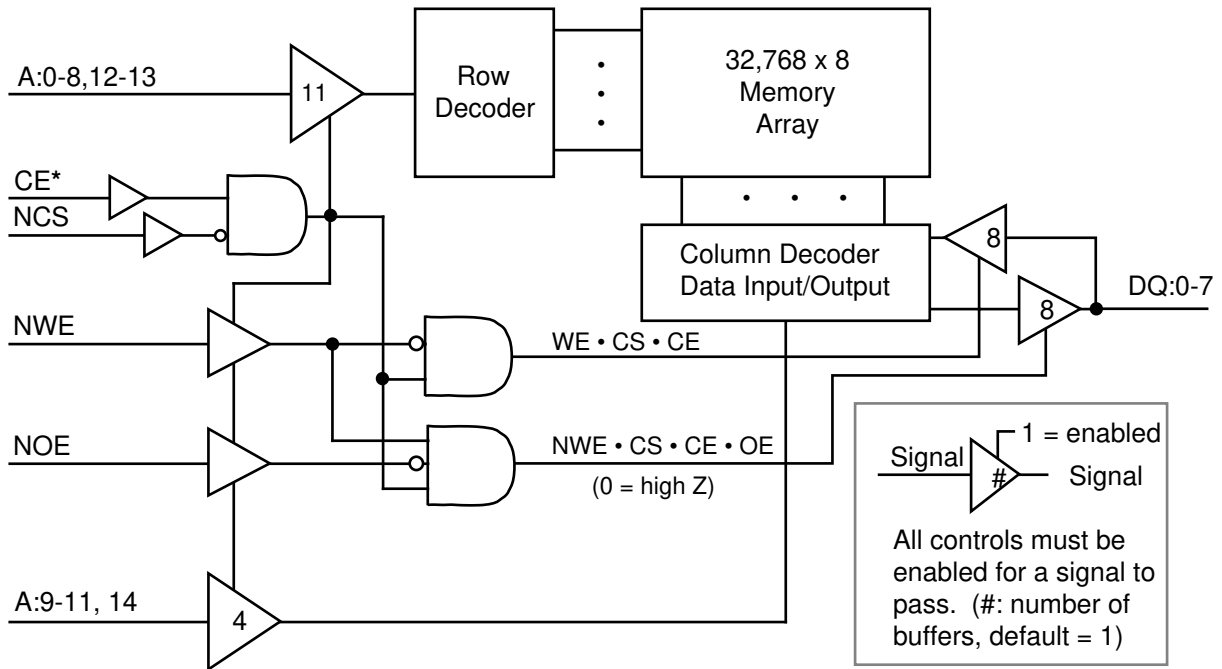 A:0-8,12-13
11
Row
Decoder
32,768 x 8
Memory
Array
CE*
NCS
Column Decoder
Data Input/Output
8
8
DQ:0-7
NWE
WE • CS • CE
NOE
NWE • CS • CE • OE
(0 = high Z)
A:9-11, 14
4
1 = enabled
Signal
#
Signal
All controls must be
enabled for a signal to
pass. (#: number of
buffers, default = 1)